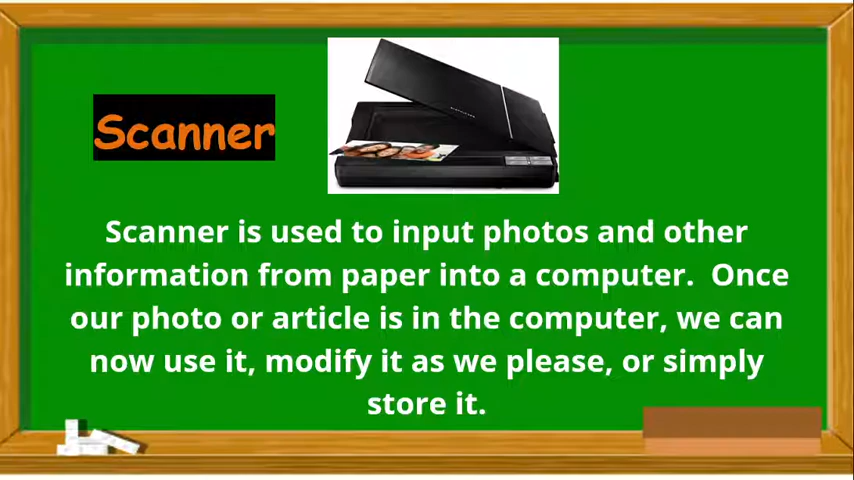 Scanner
Scanner is used to input photos and other
information from paper into a computer.  Once
our photo or article is in the computer, we can
now use it, modify it as we please, or simply
store it.